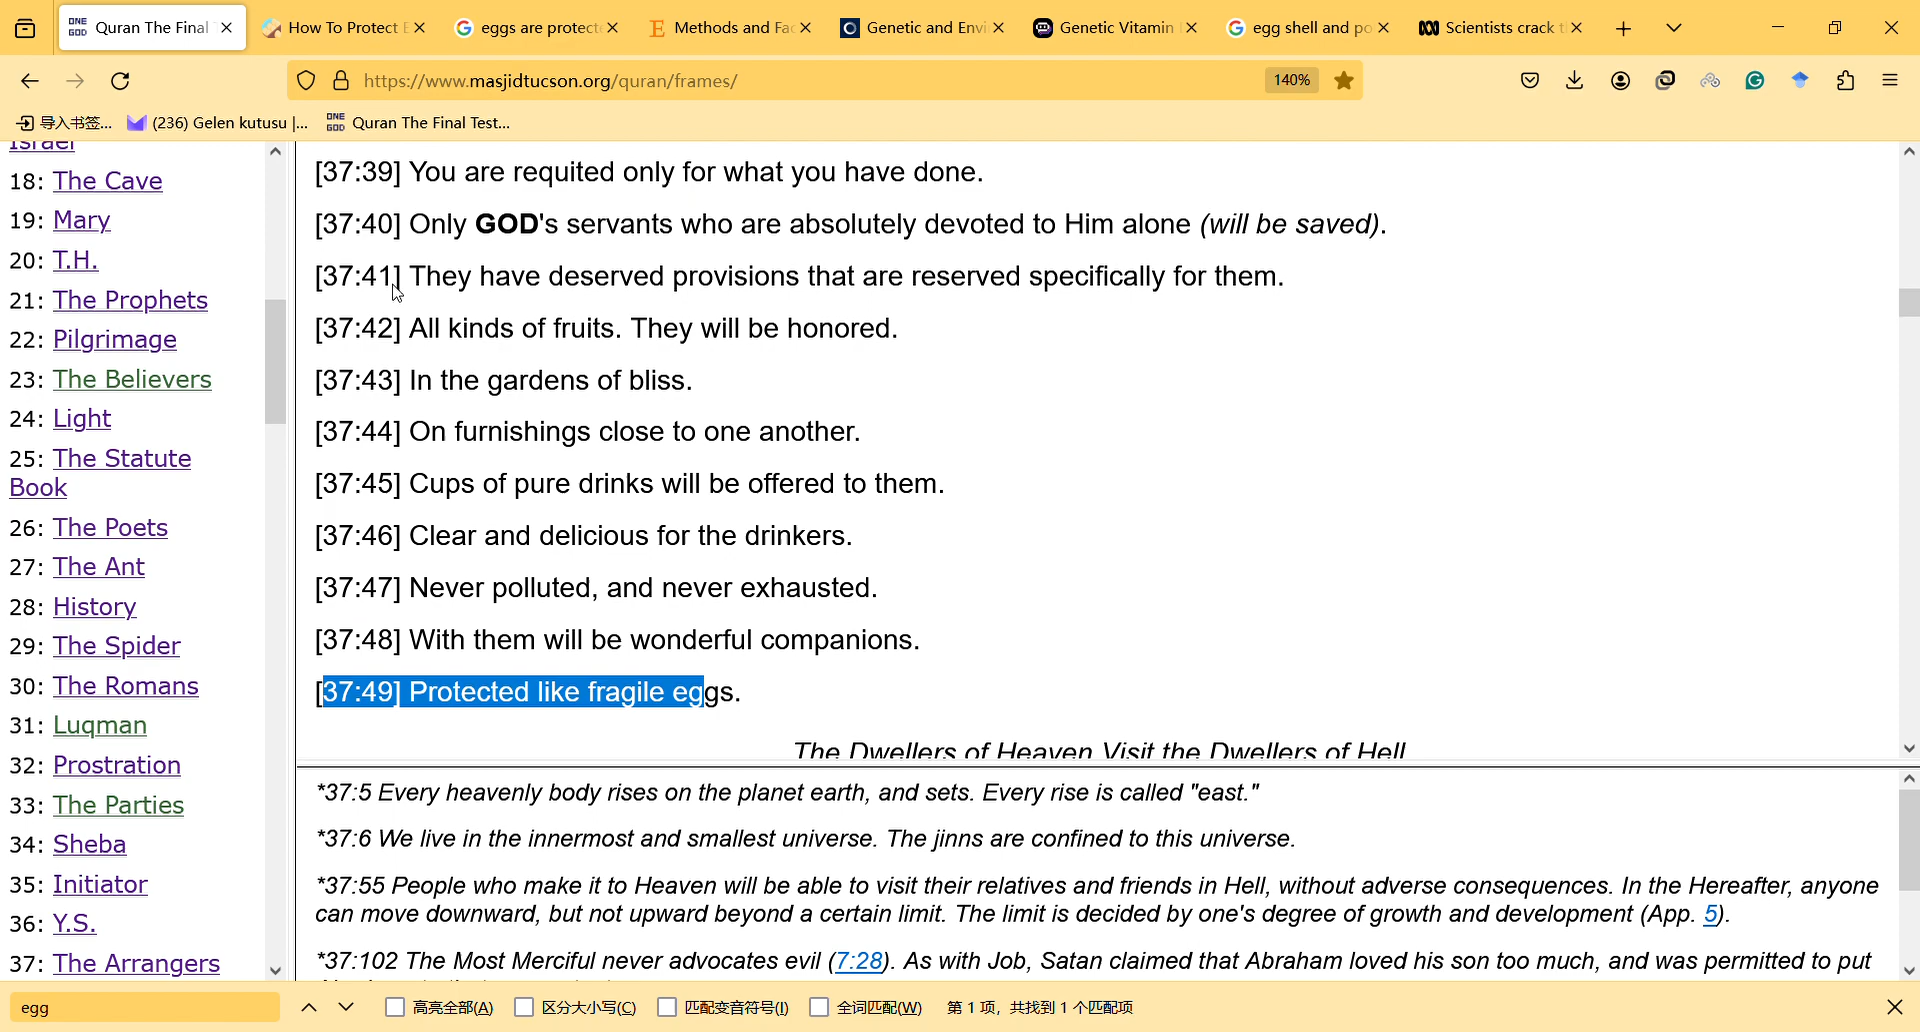 ONE GOD Quran The Final
How To Protect E
eggs are protect
Methods and Fac
Genetic and Envi
Genetic Vitamin
egg shell and po
Scientists crack t
https://www.masjidtucson.org/quran/frames/
140%
导入书签...
(236) Gelen kutusu |...
ONE GOD Quran The Final Test...
Israel
18: The Cave
19: Mary
20: T.H.
21: The Prophets
22: Pilgrimage
23: The Believers
24: Light
25: The Statute
Book
26: The Poets
27: The Ant
28: History
29: The Spider
30: The Romans
31: Luqman
32: Prostration
33: The Parties
34: Sheba
35: Initiator
36: Y.S.
37: The Arrangers
[37:39] You are requited only for what you have done.
[37:40] Only GOD's servants who are absolutely devoted to Him alone (will be saved).
[37:41] They have deserved provisions that are reserved specifically for them.
[37:42] All kinds of fruits. They will be honored.
[37:43] In the gardens of bliss.
[37:44] On furnishings close to one another.
[37:45] Cups of pure drinks will be offered to them.
[37:46] Clear and delicious for the drinkers.
[37:47] Never polluted, and never exhausted.
[37:48] With them will be wonderful companions.
[37:49] Protected like fragile eggs.
The Dwellers of Heaven Visit the Dwellers of Hell
*37:5 Every heavenly body rises on the planet earth, and sets. Every rise is called "east."
*37:6 We live in the innermost and smallest universe. The jinns are confined to this universe.
*37:55 People who make it to Heaven will be able to visit their relatives and friends in Hell, without adverse consequences. In the Hereafter, anyone
can move downward, but not upward beyond a certain limit. The limit is decided by one's degree of growth and development (App. 5).
*37:102 The Most Merciful never advocates evil (7:28). As with Job, Satan claimed that Abraham loved his son too much, and was permitted to put
egg
高亮全部(A)
区分大小写(C)
匹配变音符号(I)
全词匹配(W)
第 1 项，共找到 1 个匹配项